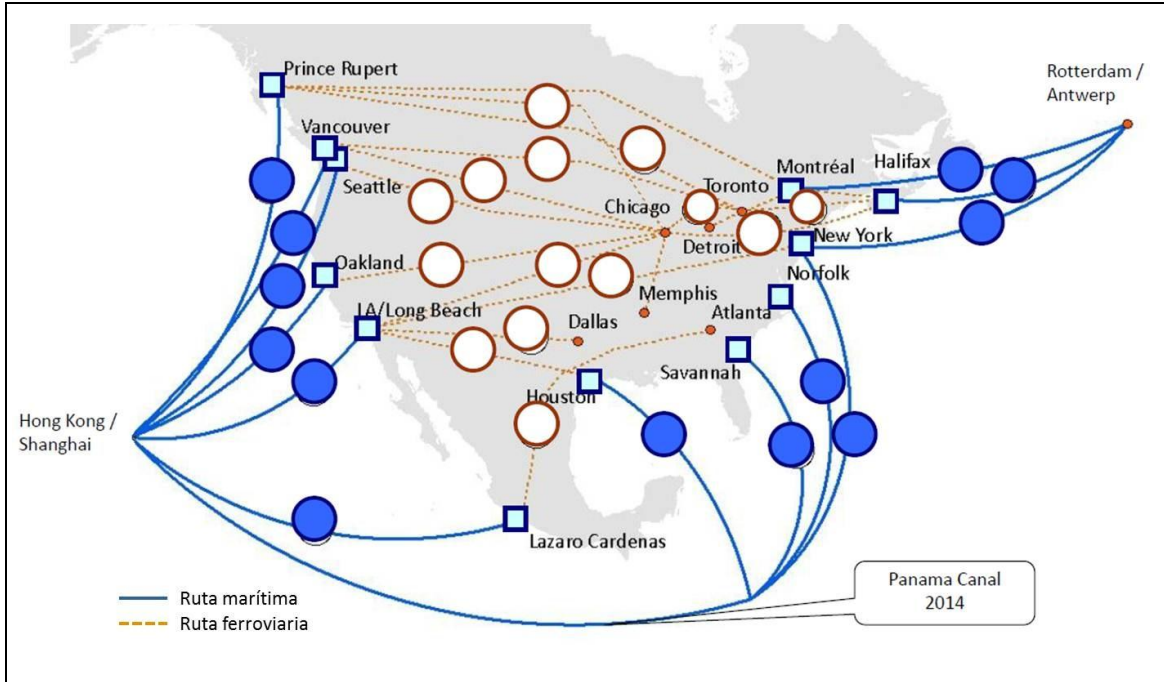 Prince Rupert
Rotterdam /
Antwerp
Vancouver
Seattle
Montréal
Halifax
Toronto
Chicago
Detroit
New York
Oakland
Norfolk
Memphis
LA/Long Beach
Atlanta
Dallas
Savannah
Houston
Hong Kong /
Shanghai
Lazaro Cardenas
Panama Canal
2014
Ruta marítima
Ruta ferroviaria